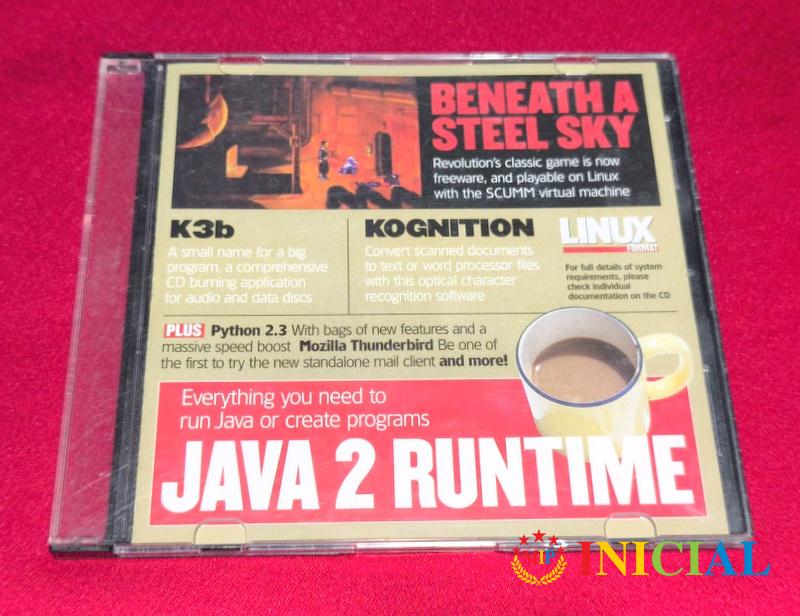 BENEATH A
STEEL SKY
Revolution's classic game is now
freeware, and playable on Linux
with the SCUMM virtual machine
K3b
A small name for a big
program, a comprehensive
CD burning application
for audio and data discs
KOGNITION
Convert scanned documents
to text or word processor files
with this optical character
recognition software
LINUX
FORMAT
For full details of system
requirements, please
check individual
documentation on the CD
PLUS Python 2.3 With bags of new features and a
massive speed boost Mozilla Thunderbird Be one of
the first to try the new standalone mail client and more!
Everything you need to
run Java or create programs
JAVA 2 RUNTIME
INICIAL